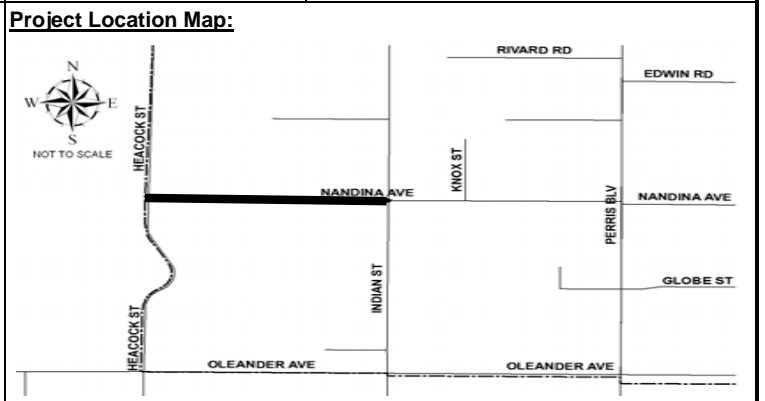 Project Location Map:
N
W E
S
NOT TO SCALE
HEACOCK ST
RIVARD RD
EDWIN RD
KNOX ST
NANDINA AVE
PERRIS BLV
NANDINA AVE
INDIAN ST
GLOBE ST
HEACOCK ST
OLEANDER AVE
OLEANDER AVE